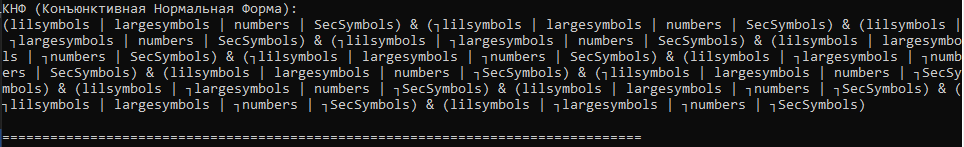 КНФ (Конъюнктивная Нормальная Форма):
(lilsymbols | largesymbols | numbers | SecSymbols) & (┐lilsymbols | largesymbols | numbers | SecSymbols) & (lilsymbols |
┐largesymbols | numbers | SecSymbols) & (┐lilsymbols | ┐largesymbols | numbers | SecSymbols) & (lilsymbols | largesymbo
ls | ┐numbers | SecSymbols) & (┐lilsymbols | largesymbols | ┐numbers | SecSymbols) & (lilsymbols | ┐largesymbols | ┐numb
ers | SecSymbols) & (lilsymbols | largesymbols | numbers | ┐SecSymbols) & (┐lilsymbols | largesymbols | numbers | ┐SecSy
mbols) & (lilsymbols | ┐largesymbols | numbers | ┐SecSymbols) & (lilsymbols | largesymbols | ┐numbers | ┐SecSymbols) & (
┐lilsymbols | largesymbols | ┐numbers | ┐SecSymbols) & (lilsymbols | ┐largesymbols | ┐numbers | ┐SecSymbols)
================================================================================